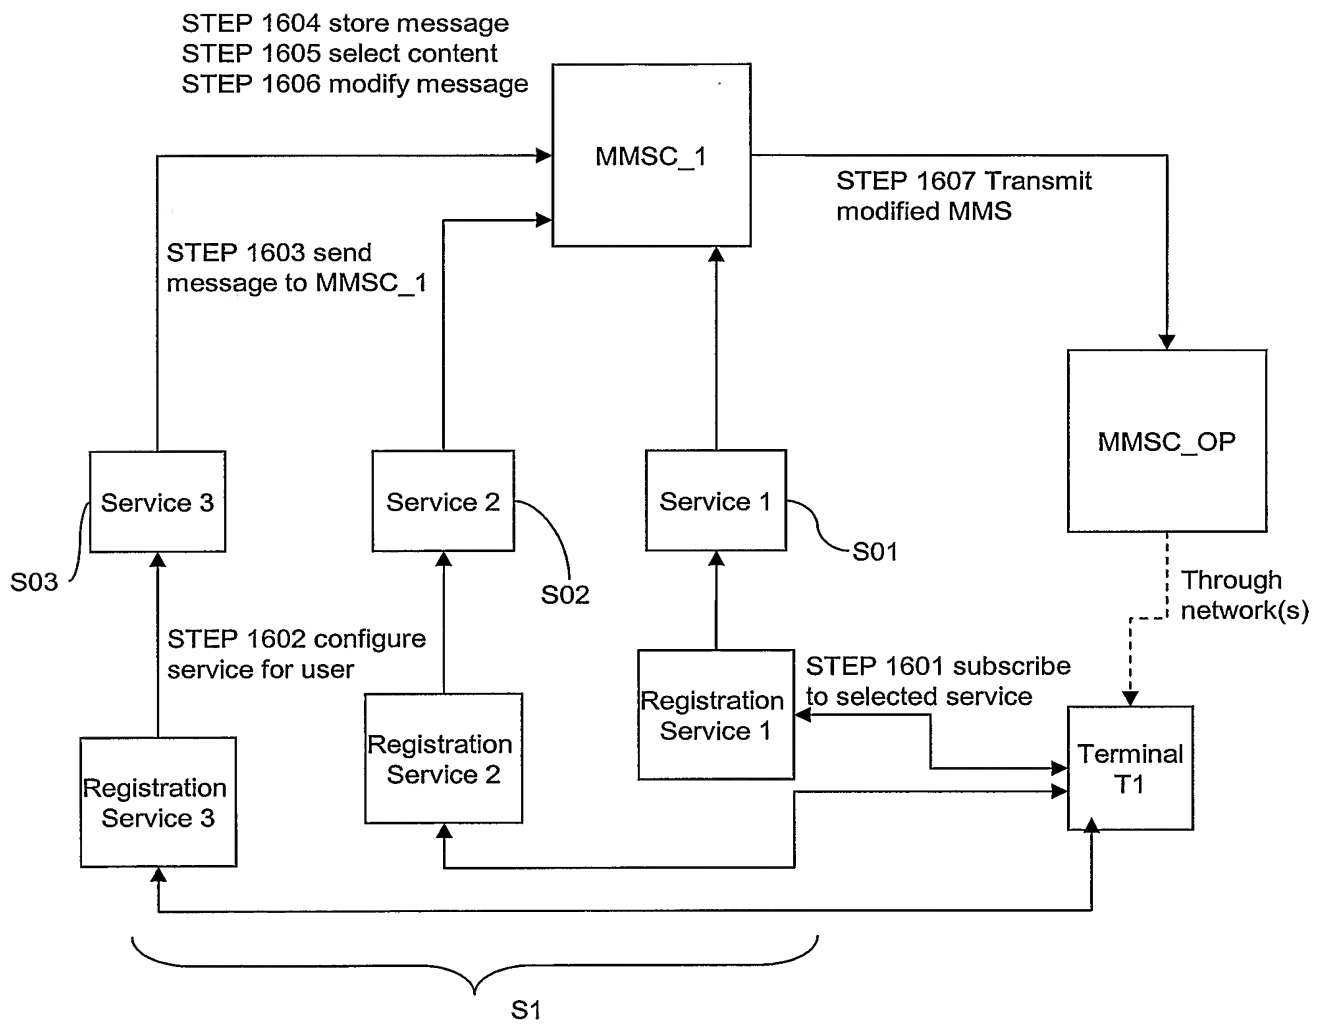 STEP 1604 store message
STEP 1605 select content
STEP 1606 modify message
MMSC_1
STEP 1607 Transmit
modified MMS
STEP 1603 send
message to MMSC_1
MMSC_OP
Service 3
Service 2
Service 1
S03
S02
S01
Through
network(s)
STEP 1602 configure
service for user
STEP 1601 subscribe
to selected service
Registration
Service 1
Registration
Service 2
Registration
Service 3
Terminal
T1
S1